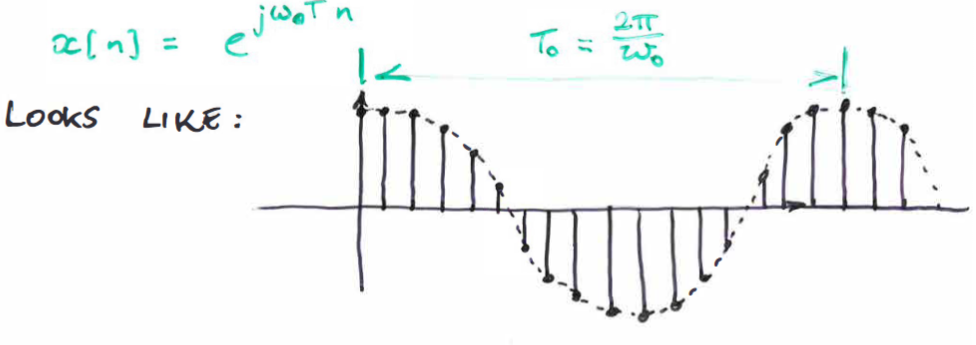 x[n] = e^{jω₀Tn}
T₀ = 2π/ω₀
LOOKS LIKE: